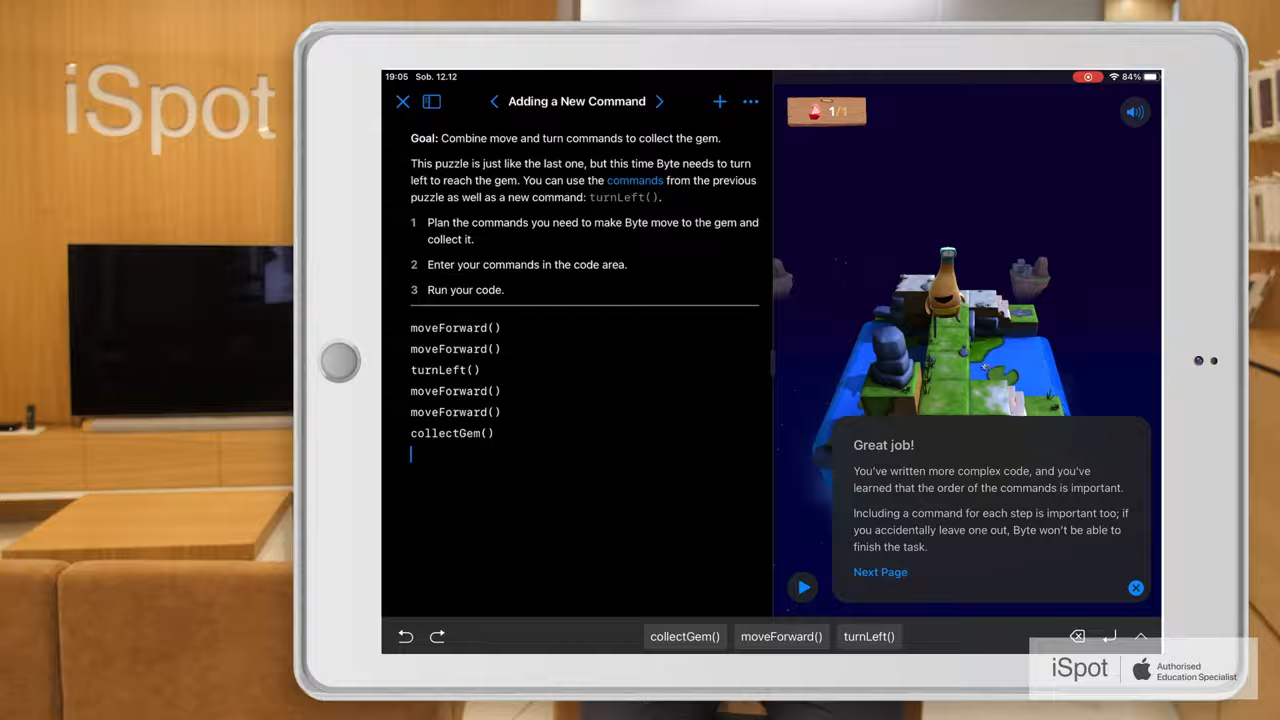 iSpot
19:05 Sob. 12.12
84%
Adding a New Command
1/1
Goal: Combine move and turn commands to collect the gem.
This puzzle is just like the last one, but this time Byte needs to turn
left to reach the gem. You can use the commands from the previous
puzzle as well as a new command: turnLeft().
1 Plan the commands you need to make Byte move to the gem and
collect it.
2 Enter your commands in the code area.
3 Run your code.
moveForward()
moveForward()
turnLeft()
moveForward()
moveForward()
collectGem()
Great job!
You've written more complex code, and you've
learned that the order of the commands is important.
Including a command for each step is important too; if
you accidentally leave one out, Byte won't be able to
finish the task.
Next Page
collectGem() moveForward() turnLeft()
iSpot
Authorised
Education Specialist